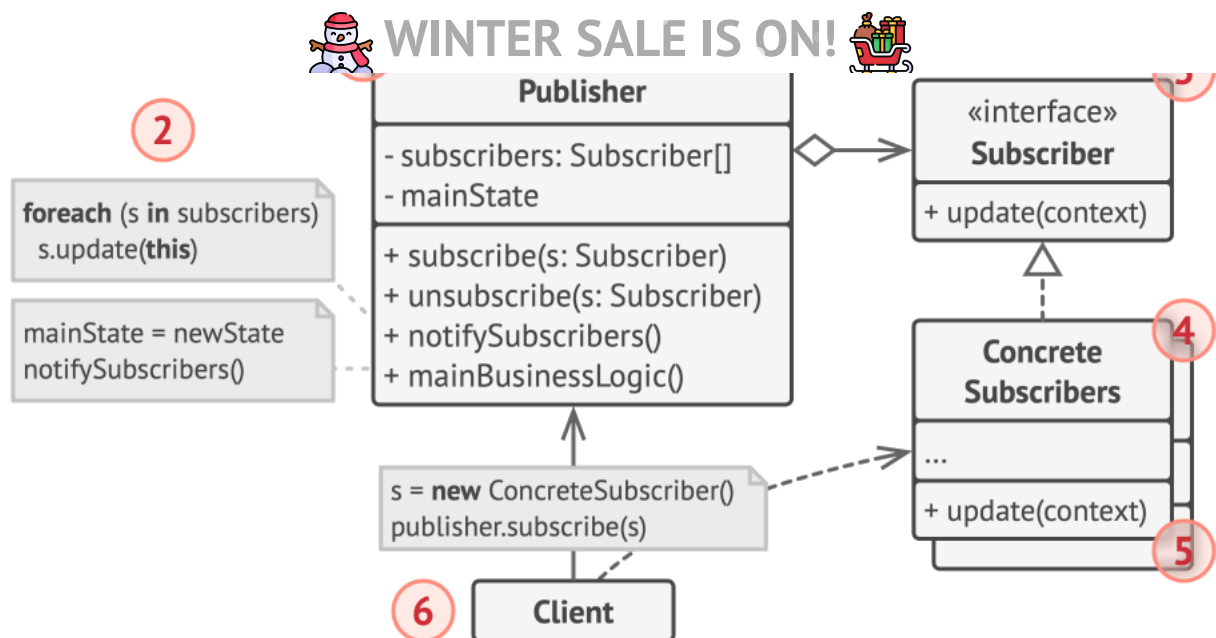 WINTER SALE IS ON!
Publisher
- subscribers: Subscriber[]
- mainState
+ subscribe(s: Subscriber)
+ unsubscribe(s: Subscriber)
+ notifySubscribers()
+ mainBusinessLogic()
2
foreach (s in subscribers)
s.update(this)
mainState = newState
notifySubscribers()
«interface»
Subscriber
+ update(context)
4
Concrete
Subscribers
...
+ update(context)
5
s = new ConcreteSubscriber()
publisher.subscribe(s)
6
Client